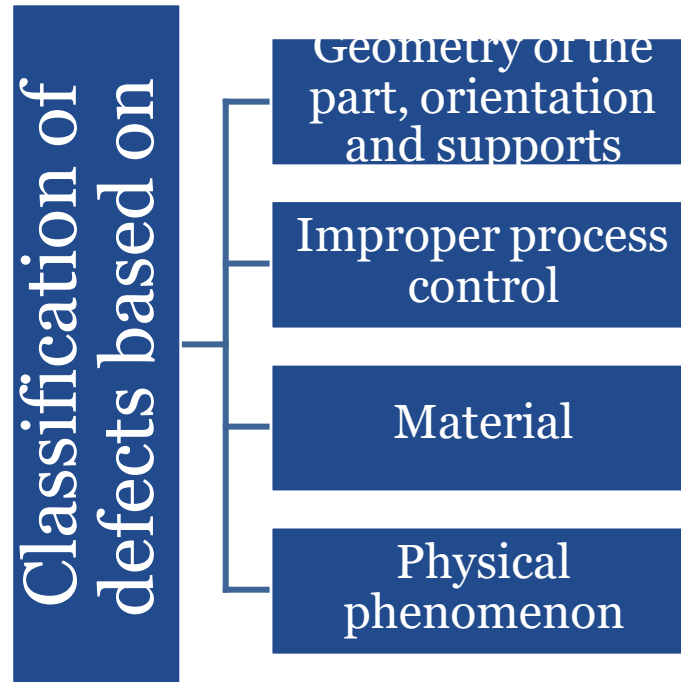 Classification of
defects based on
Geometry of the
part, orientation
and supports
Improper process
control
Material
Physical
phenomenon